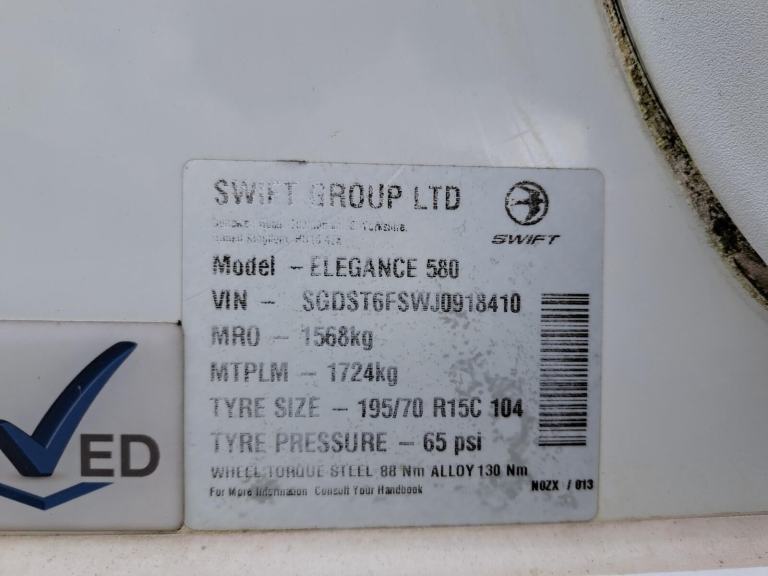 SWIFT GROUP LTD
SWIFT
Model - ELEGANCE 580
VIN - SGDST6FSWJ0918410
MRO - 1568kg
MTPLM - 1724kg
TYRE SIZE - 195/70 R15C 104
TYRE PRESSURE - 65 psi
WHEEL TORQUE STEEL 88 Nm ALLOY 130 Nm
For More Information Consult Your Handbook
N0ZX / 013
ED